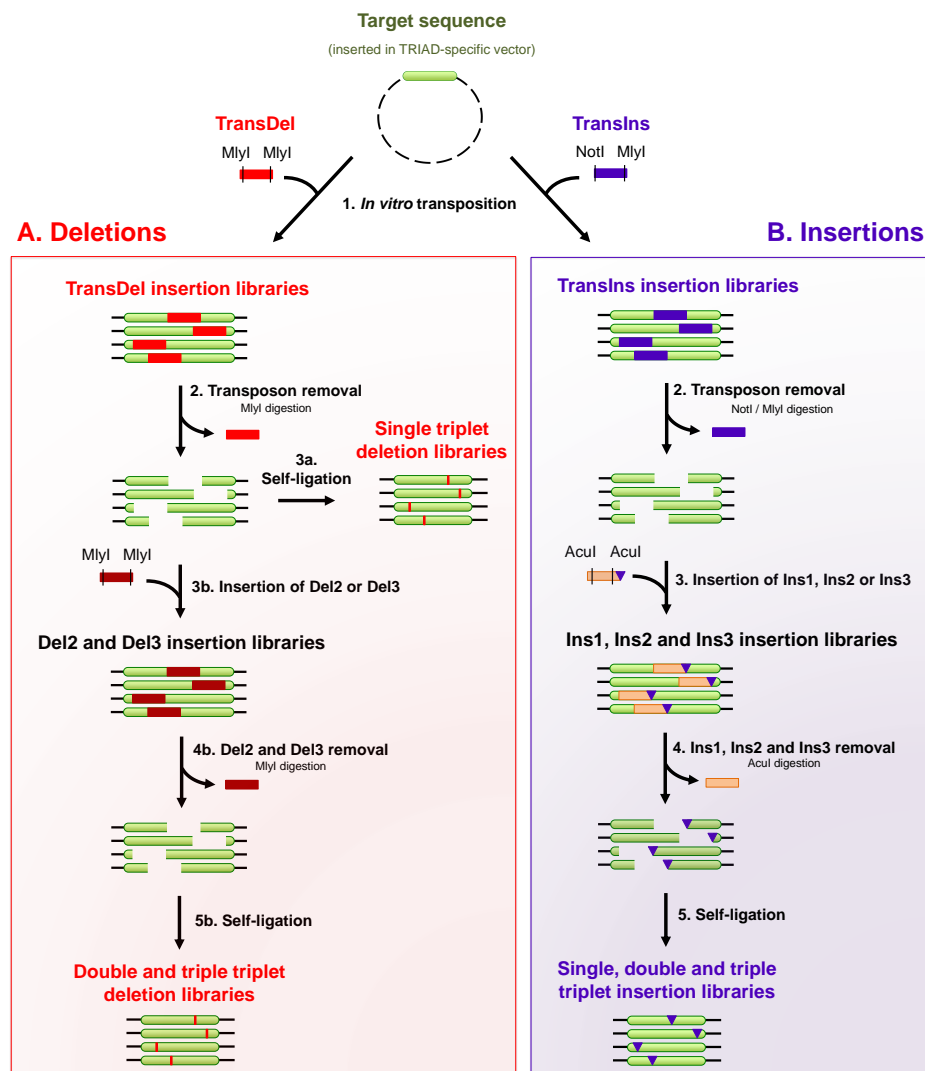 Target sequence
(inserted in TRIAD-specific vector)
TransDel
MlyI MlyI
TransIns
NotI MlyI
1. In vitro transposition
A. Deletions
B. Insertions
TransDel insertion libraries
2. Transposon removal
MlyI digestion
Single triplet
deletion libraries
3a.
Self-ligation
MlyI MlyI
3b. Insertion of Del2 or Del3
Del2 and Del3 insertion libraries
4b. Del2 and Del3 removal
MlyI digestion
5b. Self-ligation
Double and triple triplet
deletion libraries
TransIns insertion libraries
2. Transposon removal
NotI / MlyI digestion
AcuI AcuI
3. Insertion of Ins1, Ins2 or Ins3
Ins1, Ins2 and Ins3 insertion libraries
4. Ins1, Ins2 and Ins3 removal
AcuI digestion
5. Self-ligation
Single, double and triple
triplet insertion libraries